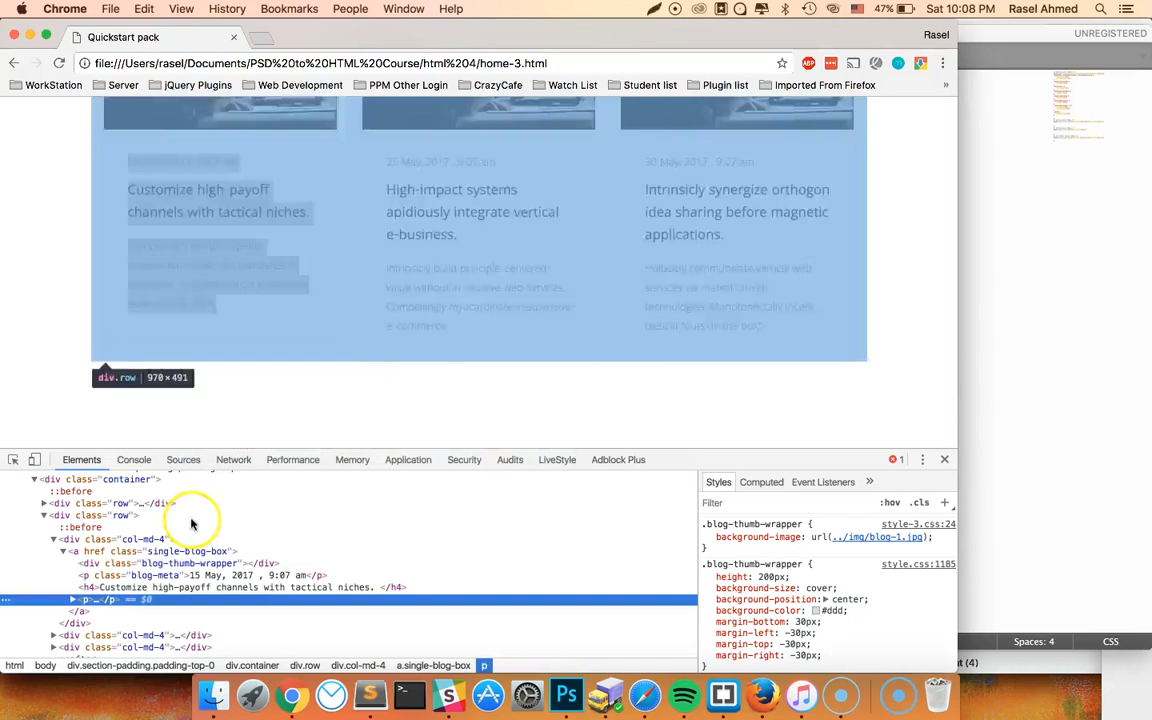 Chrome File Edit View History Bookmarks People Window Help 47% Sat 10:08 PM Rasel Ahmed
Quickstart pack Rasel UNREGISTERED
file:///Users/rasel/Documents/PSD%20to%20HTML%20Course/html%204/home-3.html
WorkStation Server jQuery Plugins Web Development PPM Other Login CrazyCafe Watch List Student list Plugin list Imported From Firefox »
25 May, 2017 , 9:05 am 30 May, 2017 , 9:27 am
Customize high-payoff High-impact systems Intrinsicly synergize orthogon
channels with tactical niches. apidiously integrate vertical idea sharing before magnetic
e-business. applications.
Intrinsicly build principle-centered
e-commerce
div.row 970×491
Elements Console Sources Network Performance Memory Application Security Audits LiveStyle Adblock Plus 1
<div class="container">
::before
<div class="row">…</div>
<div class="row">
::before
<div class="col-md-4">
<a href class="single-blog-box">
<div class="blog-thumb-wrapper"></div>
<p class="blog-meta">15 May, 2017 , 9:07 am</p>
<h4>Customize high-payoff channels with tactical niches. </h4>
… <p>…</p> == $0
</a>
</div>
<div class="col-md-4">…</div>
<div class="col-md-4">…</div>
html body div.section-padding.padding-top-0 div.container div.row div.col-md-4 a.single-blog-box p
Styles Computed Event Listeners »
Filter :hov .cls +
.blog-thumb-wrapper { style-3.css:24
background-image: url(../img/blog-1.jpg);
}
.blog-thumb-wrapper { style.css:1185
height: 200px;
background-size: cover;
background-position: center;
background-color: #ddd;
margin-bottom: 30px;
margin-left: -30px;
margin-top: -30px;
margin-right: -30px;
}
Spaces: 4 CSS
(4)